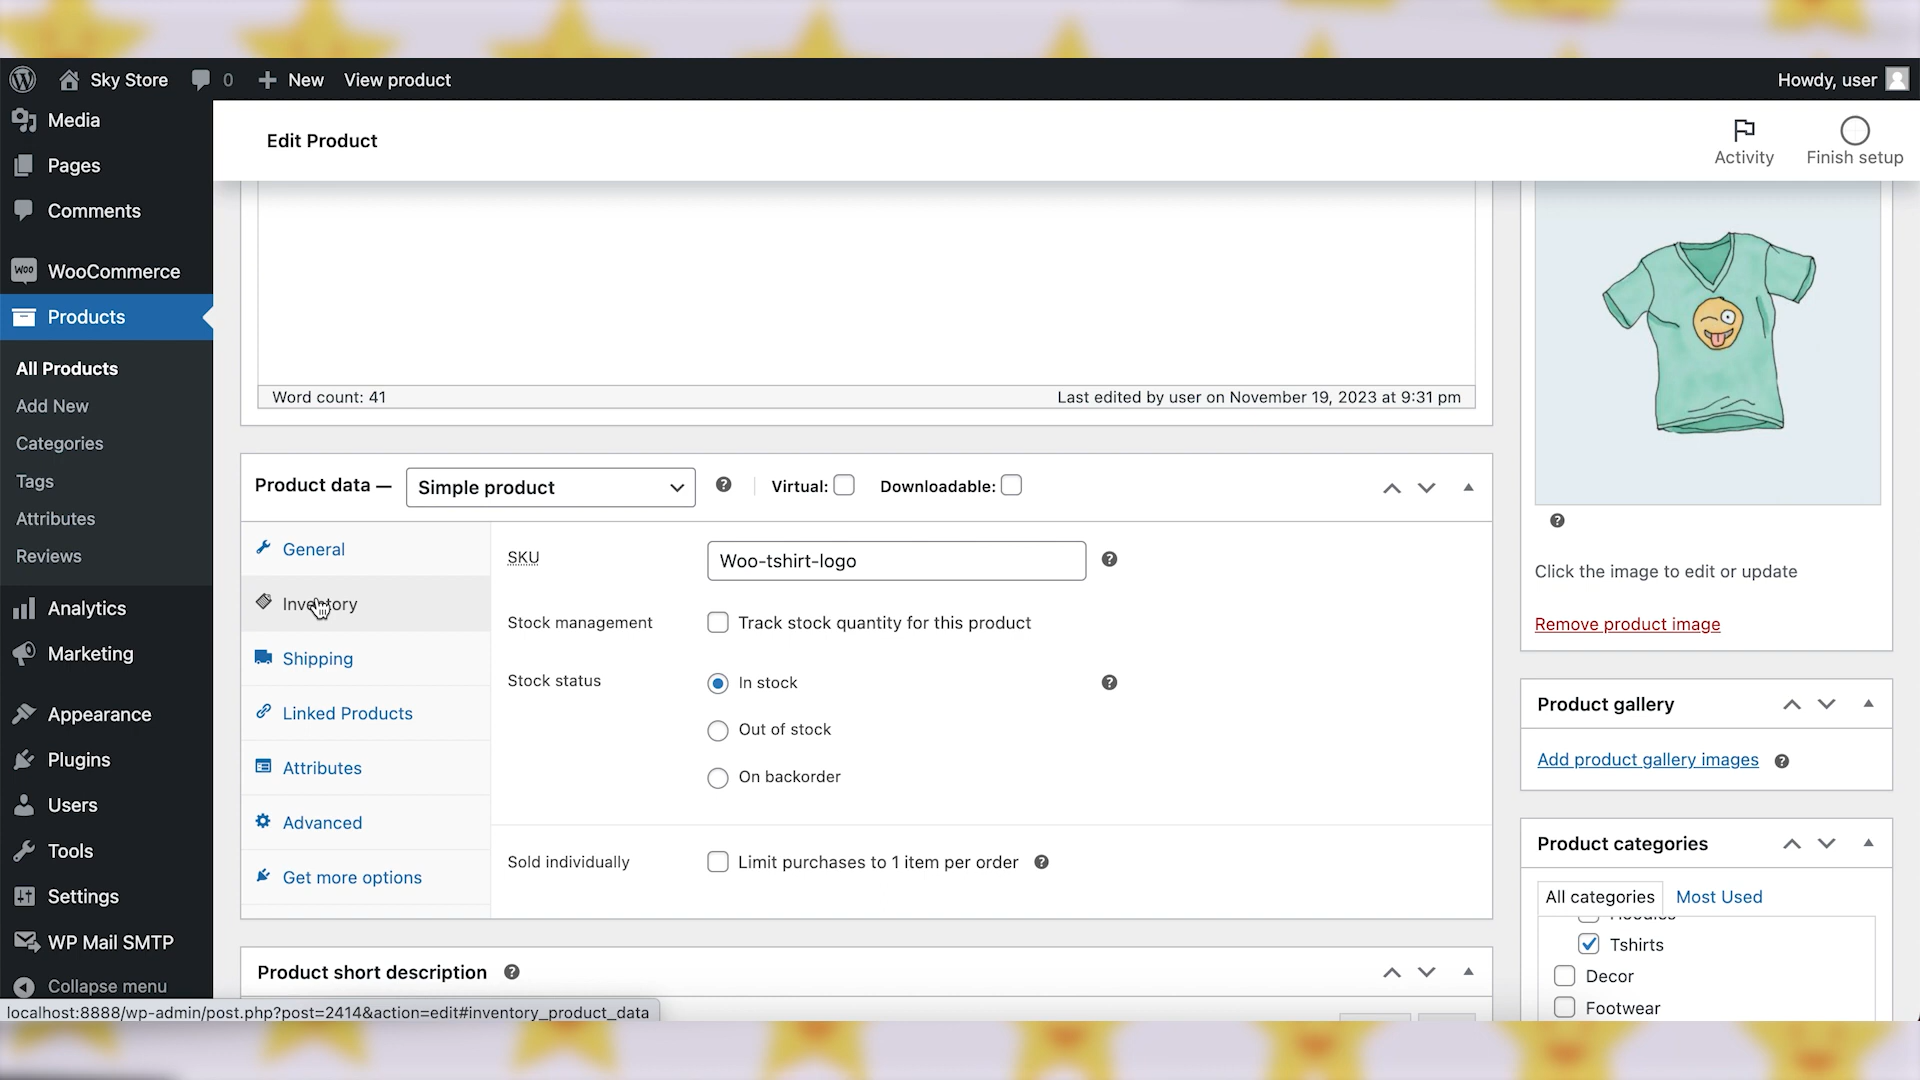 Sky Store 0 New View product Howdy, user
Media
Pages
Comments
WOO WooCommerce
Products
All Products
Add New
Categories
Tags
Attributes
Reviews
Analytics
Marketing
Appearance
Plugins
Users
Tools
Settings
WP Mail SMTP
Collapse menu
Edit Product
Activity Finish setup
Word count: 41 Last edited by user on November 19, 2023 at 9:31 pm
Product data — Simple product Virtual: Downloadable:
General
Inventory
Shipping
Linked Products
Attributes
Advanced
Get more options
SKU Woo-tshirt-logo
Stock management Track stock quantity for this product
Stock status In stock
Out of stock
On backorder
Sold individually Limit purchases to 1 item per order
Product short description
Click the image to edit or update
Remove product image
Product gallery
Add product gallery images
Product categories
All categories Most Used
Hoodies
Tshirts
Decor
Footwear
localhost:8888/wp-admin/post.php?post=2414&action=edit#inventory_product_data